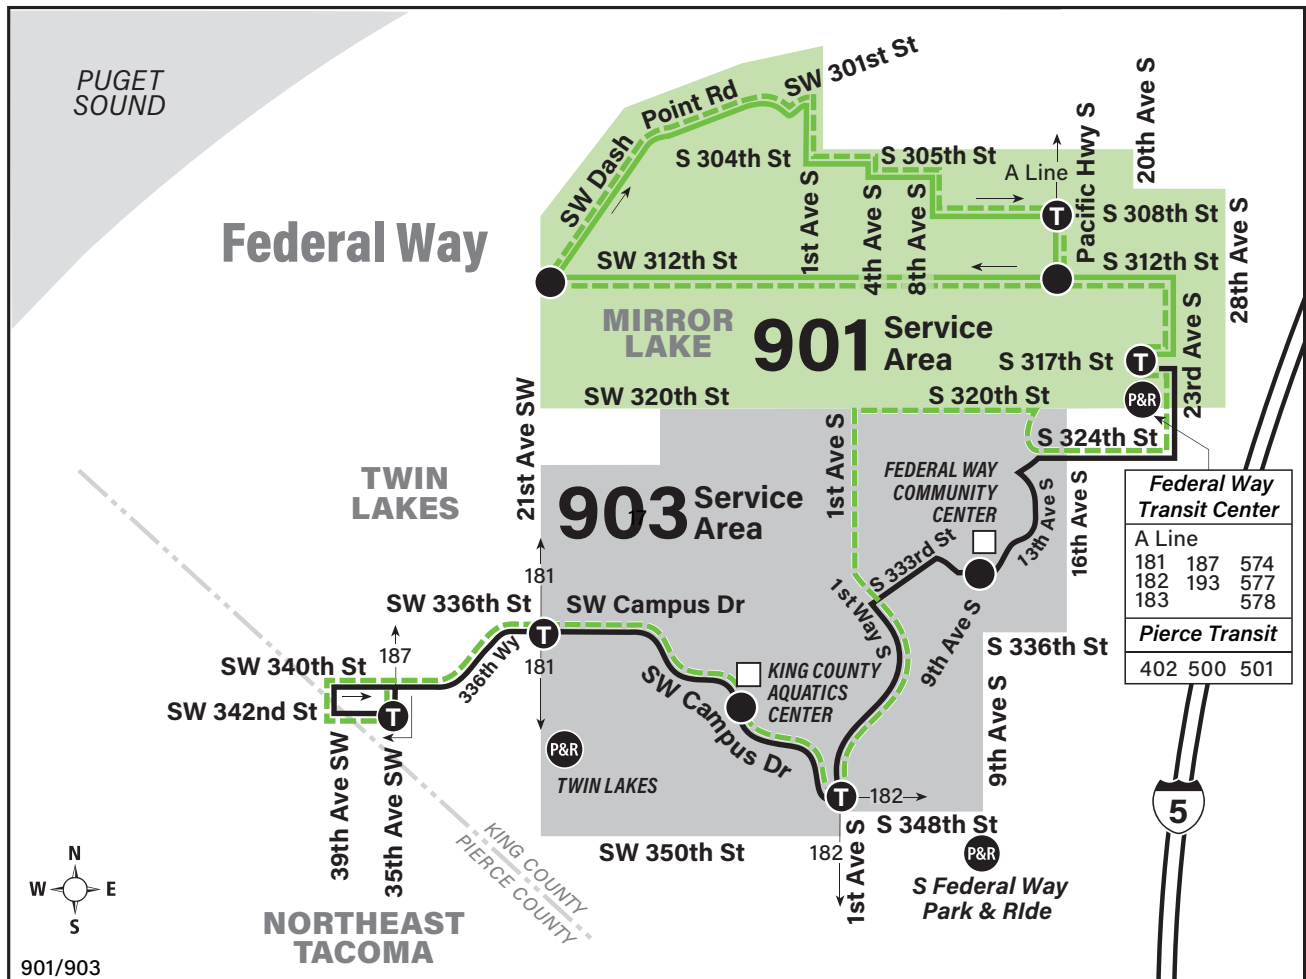 PUGET
SOUND
Federal Way
SW Dash
Point Rd
SW 301st St
S 304th St
S 305th St
A Line
Pacific Hwy S
20th Ave S
T
S 308th St
1st Ave S
4th Ave S
8th Ave S
28th Ave S
SW 312th St
S 312th St
MIRROR
LAKE
901
Service
Area
S 317th St
T
23rd Ave S
P&R
SW 320th St
S 320th St
21st Ave SW
1st Ave S
S 324th St
TWIN
LAKES
903
17
Service
Area
FEDERAL WAY
COMMUNITY
CENTER
13th Ave S
16th Ave S
Federal Way
Transit Center
A Line
181 187 574
182 193 577
183 578
Pierce Transit
402 500 501
S 333rd St
181
SW 336th St
SW Campus Dr
1st Way S
9th Ave S
S 336th St
T
187
181
336th Wy
SW 340th St
SW 342nd St
T
KING COUNTY
AQUATICS
CENTER
SW Campus Dr
9th Ave S
P&R
TWIN LAKES
39th Ave SW
35th Ave SW
T
182
182
1st Ave S
S 348th St
SW 350th St
P&R
S Federal Way
Park & RIde
KING COUNTY
PIERCE COUNTY
5
N
W
E
S
NORTHEAST
TACOMA
901/903